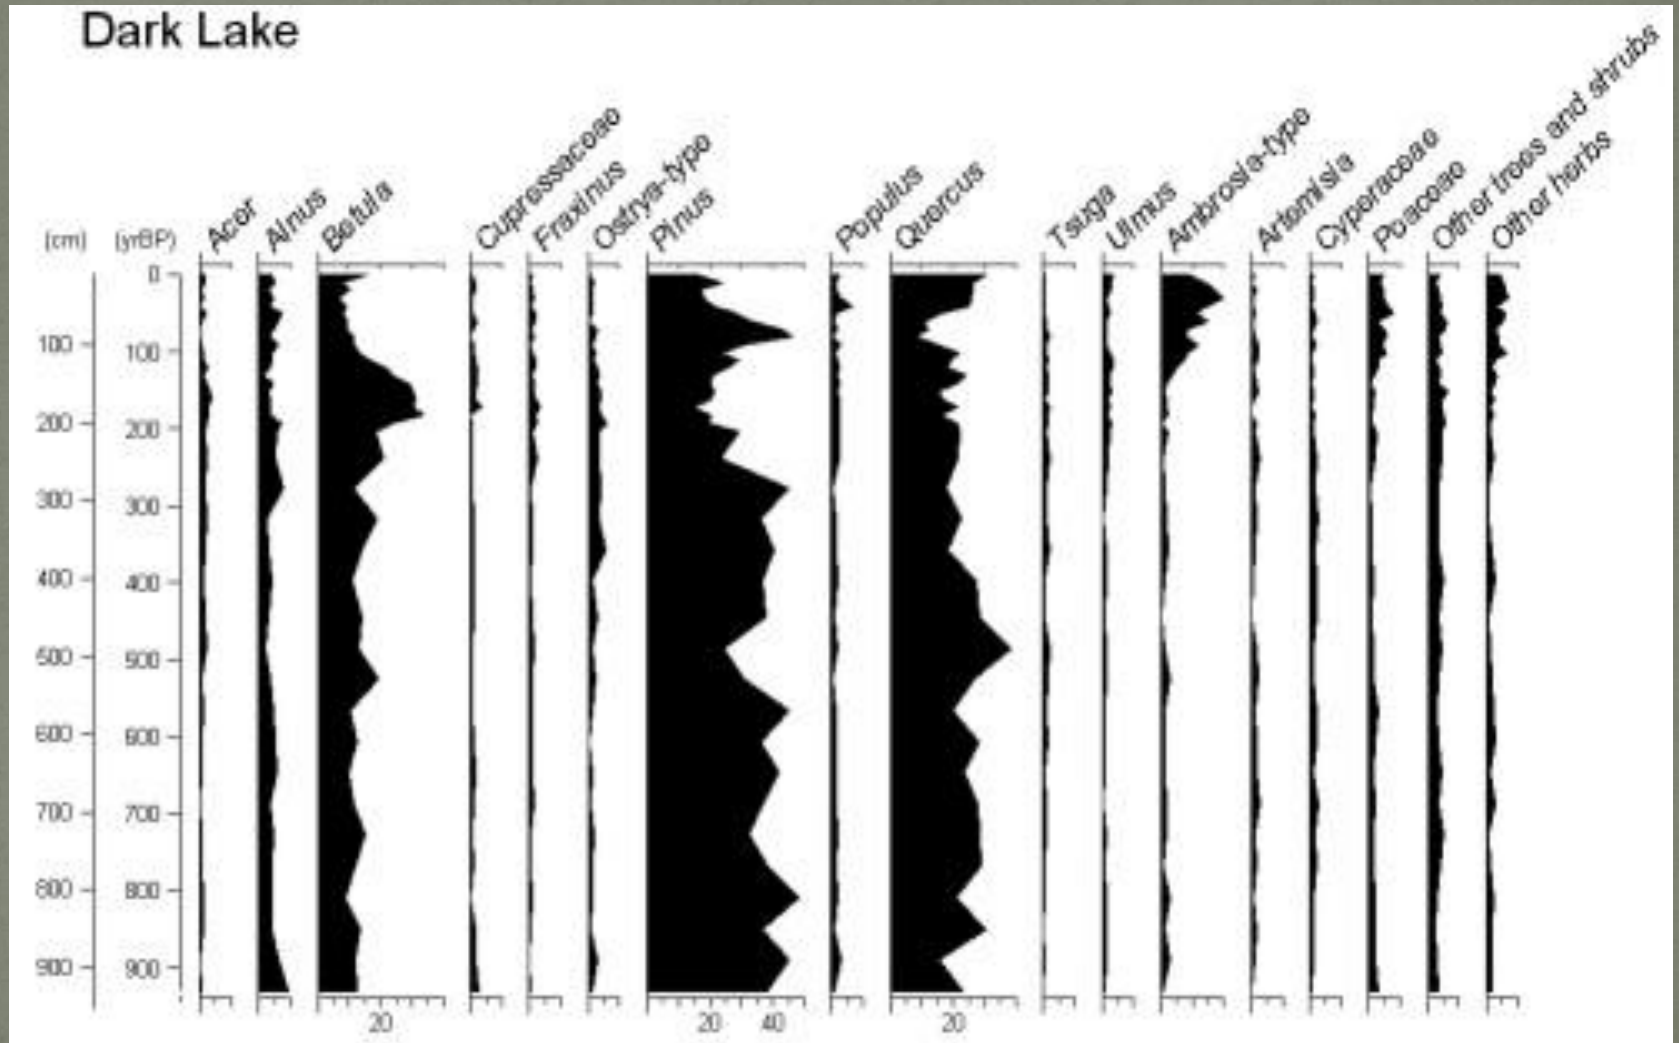 Dark Lake
Acer
Alnus
Betula
Cupressaceae
Fraxinus
Ostrya-type
Pinus
Populus
Quercus
Tsuga
Ulmus
Ambrosia-type
Artemisia
Cyperaceae
Poaceae
Other trees and shrubs
Other herbs
(cm) (yrBP)
0
100 100
200 200
300 300
400 400
500 500
600 600
700 700
800 800
900 900
20 20 40 20